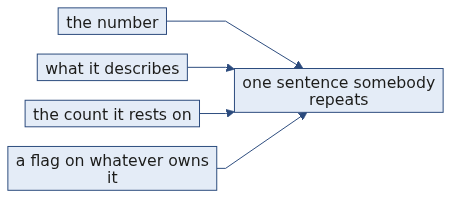 the number
what it describes
one sentence somebody
repeats
the count it rests on
a flag on whatever owns
it